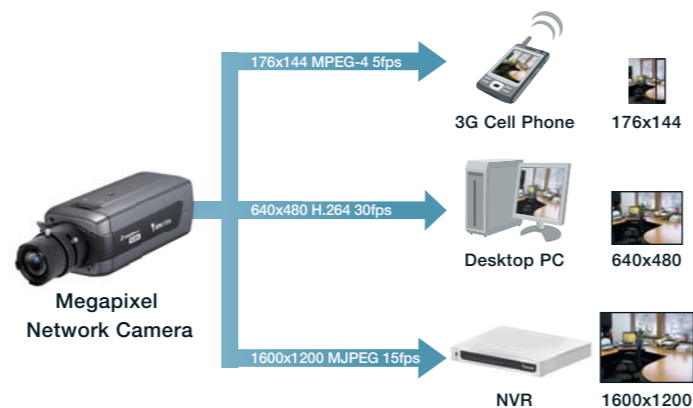 176x144 MPEG-4 5fps
3G Cell Phone
176x144
640x480 H.264 30fps
Desktop PC
640x480
Megapixel
Network Camera
1600x1200 MJPEG 15fps
NVR
1600x1200